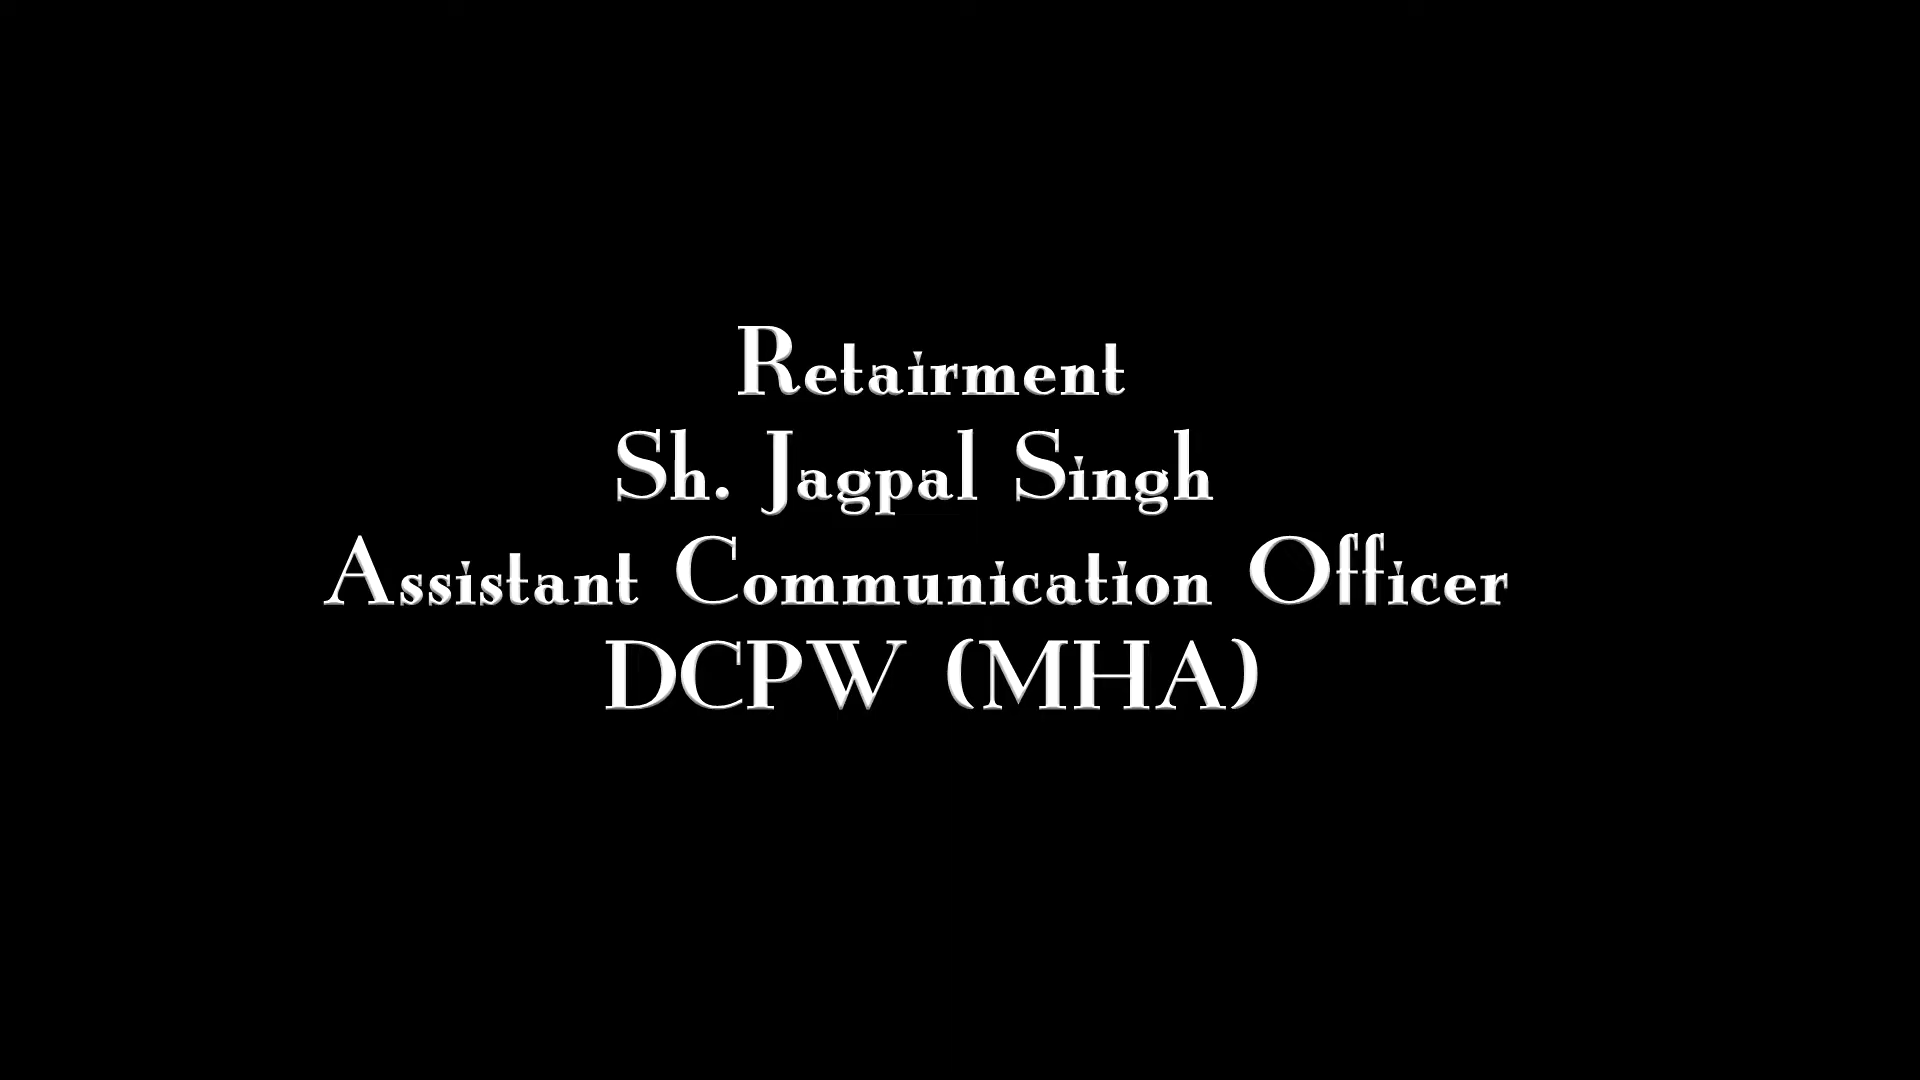 Retairment
Sh. Jagpal Singh
Assistant Communication Officer
DCPW (MHA)